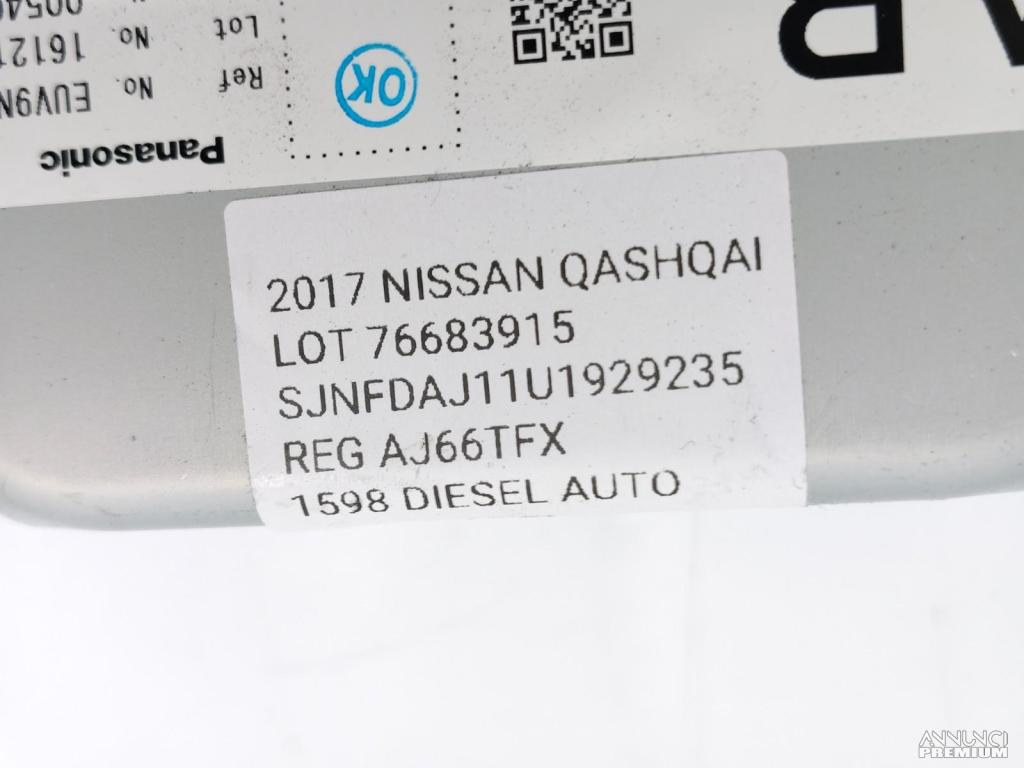 2017 NISSAN QASHQAI
LOT 76683915
SJNFDAJ11U1929235
REG AJ66TFX
1598 DIESEL AUTO
Panasonic
Ref No. EUV9N
Lot No. 16121
OK
ANNUNCI
PREMIUM